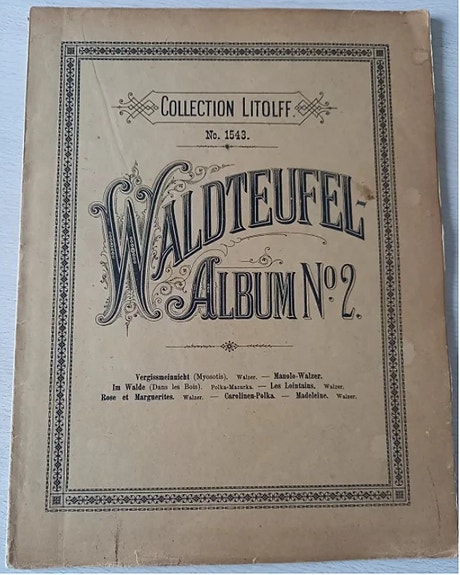 COLLECTION LITOLFF.
No. 1543.
WALDTEUFEL-
ALBUM No. 2.
Vergissmeinnicht (Myosotis). Walzer. — Manolo-Walzer.
Im Walde (Dans les Bois). Polka-Mazurka. — Les Lointains. Walzer.
Rose et Marguerites. Walzer. — Carolinen-Polka. — Madeleine. Walzer.